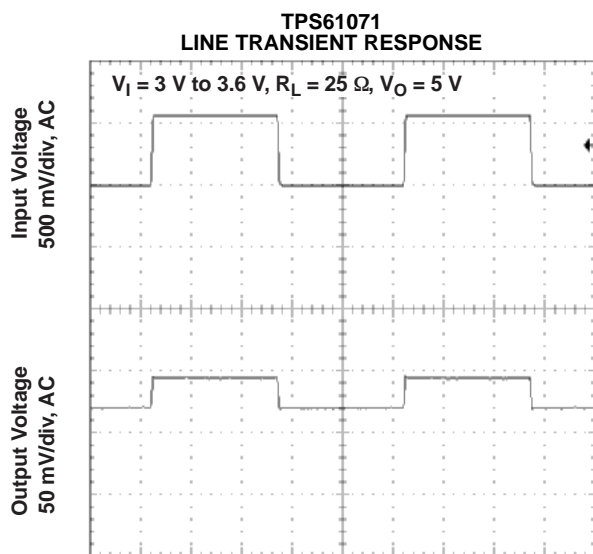 TPS61071
LINE TRANSIENT RESPONSE
V_I = 3 V to 3.6 V, R_L = 25 Ω, V_O = 5 V
Input Voltage
500 mV/div, AC
Output Voltage
50 mV/div, AC